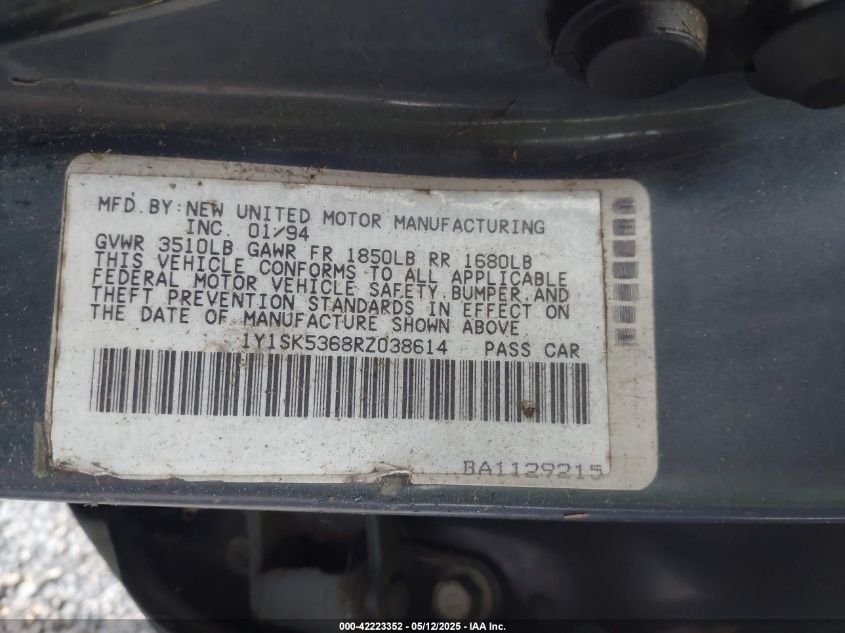 MFD. BY: NEW UNITED MOTOR MANUFACTURING
INC. 01/94
GVWR 3510LB GAWR FR 1850LB RR 1680LB
THIS VEHICLE CONFORMS TO ALL APPLICABLE
FEDERAL MOTOR VEHICLE SAFETY, BUMPER, AND
THEFT PREVENTION STANDARDS IN EFFECT ON
THE DATE OF MANUFACTURE SHOWN ABOVE.
1Y1SK5368RZ038614 PASS CAR
BA1129215
000-42223352 - 05/12/2025 - IAA Inc.